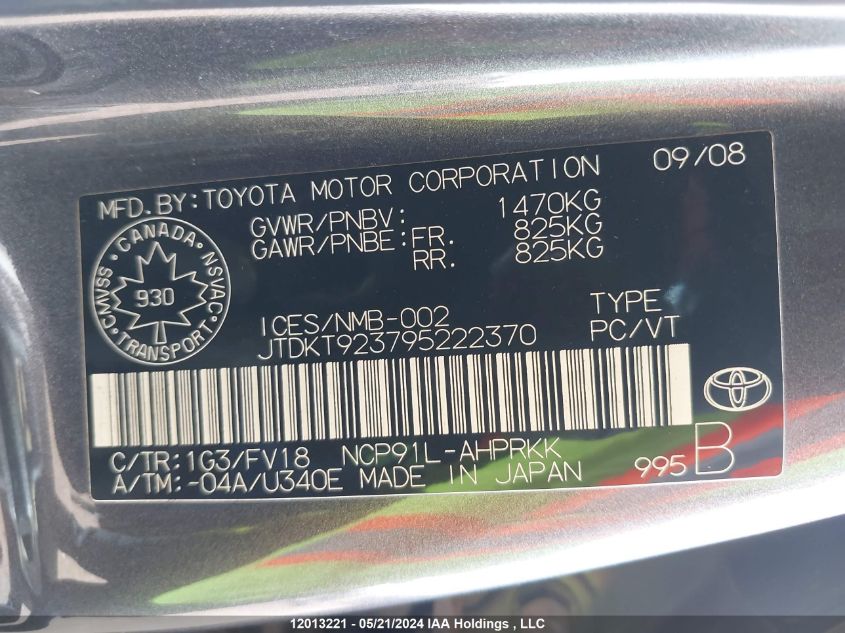 MFD.BY:TOYOTA MOTOR CORPORATION 09/08
GVWR/PNBV: 1470KG
GAWR/PNBE:FR. 825KG
RR. 825KG
CANADA
CMVSS • NSVAC
930
TRANSPORT
ICES/NMB-002 TYPE
JTDKT923795222370 PC/VT
C/TR:1G3/FV18 NCP91L-AHPRKK
A/TM:-04A/U340E MADE IN JAPAN 995 B
12013221 - 05/21/2024 IAA Holdings , LLC